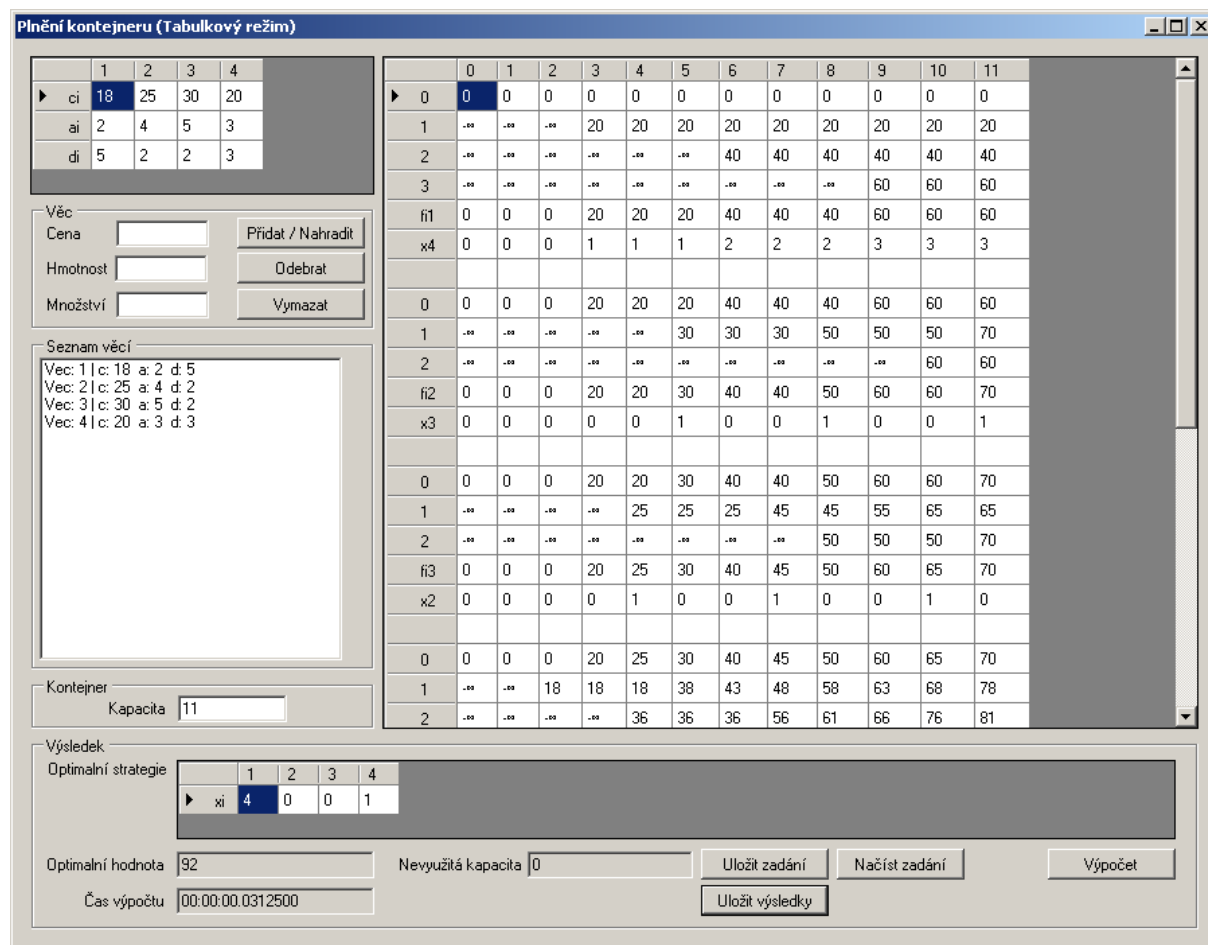 Plnění kontejneru (Tabulkový režim)
1 2 3 4
ci 18 25 30 20
ai 2 4 5 3
di 5 2 2 3
Věc
Cena
Přidat / Nahradit
Hmotnost
Odebrat
Množství
Vymazat
Seznam věcí
Vec: 1 | c: 18 a: 2 d: 5
Vec: 2 | c: 25 a: 4 d: 2
Vec: 3 | c: 30 a: 5 d: 2
Vec: 4 | c: 20 a: 3 d: 3
Kontejner
Kapacita 11
0 1 2 3 4 5 6 7 8 9 10 11
0 0 0 0 0 0 0 0 0 0 0 0 0
1 -∞ -∞ -∞ 20 20 20 20 20 20 20 20 20
2 -∞ -∞ -∞ -∞ -∞ -∞ 40 40 40 40 40 40
3 -∞ -∞ -∞ -∞ -∞ -∞ -∞ -∞ -∞ 60 60 60
fi1 0 0 0 20 20 20 40 40 40 60 60 60
x4 0 0 0 1 1 1 2 2 2 3 3 3
0 0 0 0 20 20 20 40 40 40 60 60 60
1 -∞ -∞ -∞ -∞ -∞ 30 30 30 50 50 50 70
2 -∞ -∞ -∞ -∞ -∞ -∞ -∞ -∞ -∞ -∞ 60 60
fi2 0 0 0 20 20 30 40 40 50 60 60 70
x3 0 0 0 0 0 1 0 0 1 0 0 1
0 0 0 0 20 20 30 40 40 50 60 60 70
1 -∞ -∞ -∞ -∞ 25 25 25 45 45 55 65 65
2 -∞ -∞ -∞ -∞ -∞ -∞ -∞ -∞ 50 50 50 70
fi3 0 0 0 20 25 30 40 45 50 60 65 70
x2 0 0 0 0 1 0 0 1 0 0 1 0
0 0 0 0 20 25 30 40 45 50 60 65 70
1 -∞ -∞ 18 18 18 38 43 48 58 63 68 78
2 -∞ -∞ -∞ -∞ 36 36 36 56 61 66 76 81
Výsledek
Optimalní strategie
1 2 3 4
xi 4 0 0 1
Optimalní hodnota 92
Nevyužitá kapacita 0
Uložit zadání
Načíst zadání
Výpočet
Čas výpočtu 00:00:00.0312500
Uložit výsledky